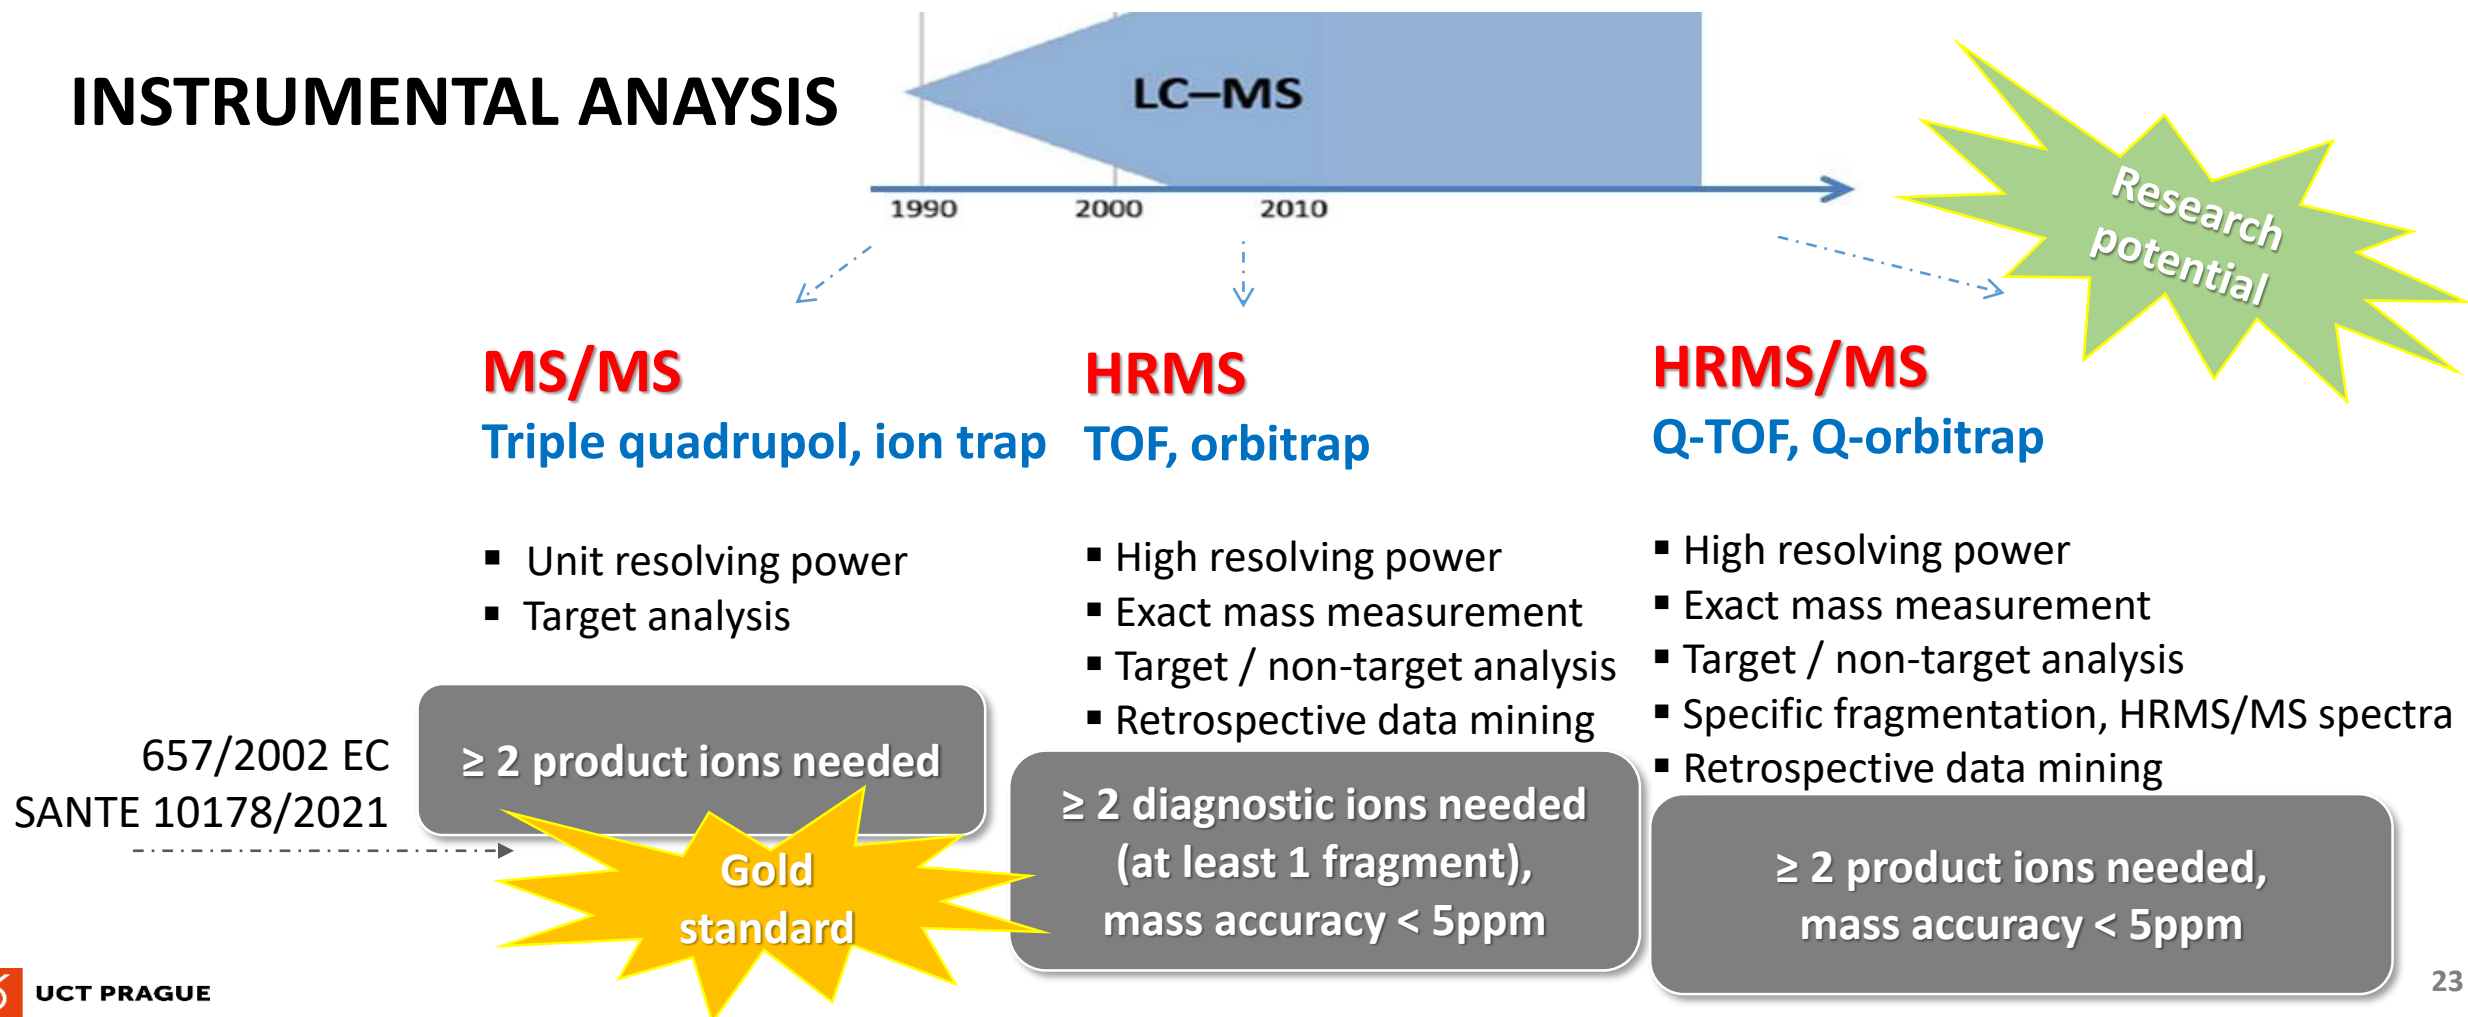 INSTRUMENTAL ANAYSIS
LC–MS
1990
2000
2010
Research
potential
MS/MS
Triple quadrupol, ion trap
▪ Unit resolving power
▪ Target analysis
HRMS
TOF, orbitrap
▪ High resolving power
▪ Exact mass measurement
▪ Target / non-target analysis
▪ Retrospective data mining
HRMS/MS
Q-TOF, Q-orbitrap
▪ High resolving power
▪ Exact mass measurement
▪ Target / non-target analysis
▪ Specific fragmentation, HRMS/MS spectra
▪ Retrospective data mining
657/2002 EC
SANTE 10178/2021
≥ 2 product ions needed
Gold
standard
≥ 2 diagnostic ions needed
(at least 1 fragment),
mass accuracy < 5ppm
≥ 2 product ions needed,
mass accuracy < 5ppm
UCT PRAGUE
23